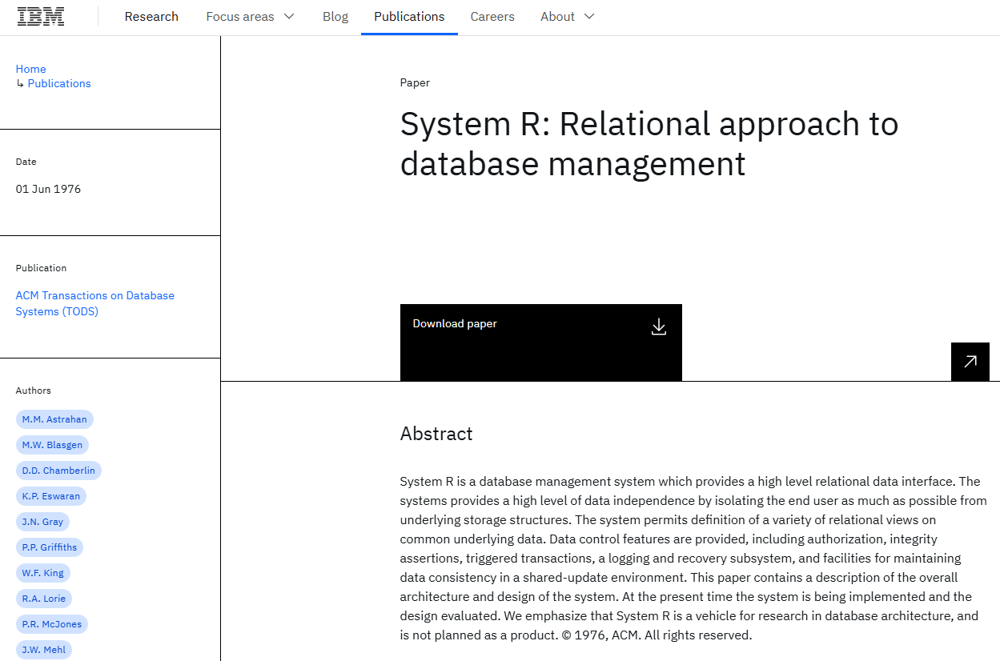 IBM Research Focus areas Blog Publications Careers About
Home
↳ Publications
Date
01 Jun 1976
Publication
ACM Transactions on Database
Systems (TODS)
Authors
M.M. Astrahan
M.W. Blasgen
D.D. Chamberlin
K.P. Eswaran
J.N. Gray
P.P. Griffiths
W.F. King
R.A. Lorie
P.R. McJones
J.W. Mehl
Paper
System R: Relational approach to
database management
Download paper
Abstract
System R is a database management system which provides a high level relational data interface. The
systems provides a high level of data independence by isolating the end user as much as possible from
underlying storage structures. The system permits definition of a variety of relational views on
common underlying data. Data control features are provided, including authorization, integrity
assertions, triggered transactions, a logging and recovery subsystem, and facilities for maintaining
data consistency in a shared-update environment. This paper contains a description of the overall
architecture and design of the system. At the present time the system is being implemented and the
design evaluated. We emphasize that System R is a vehicle for research in database architecture, and
is not planned as a product. © 1976, ACM. All rights reserved.